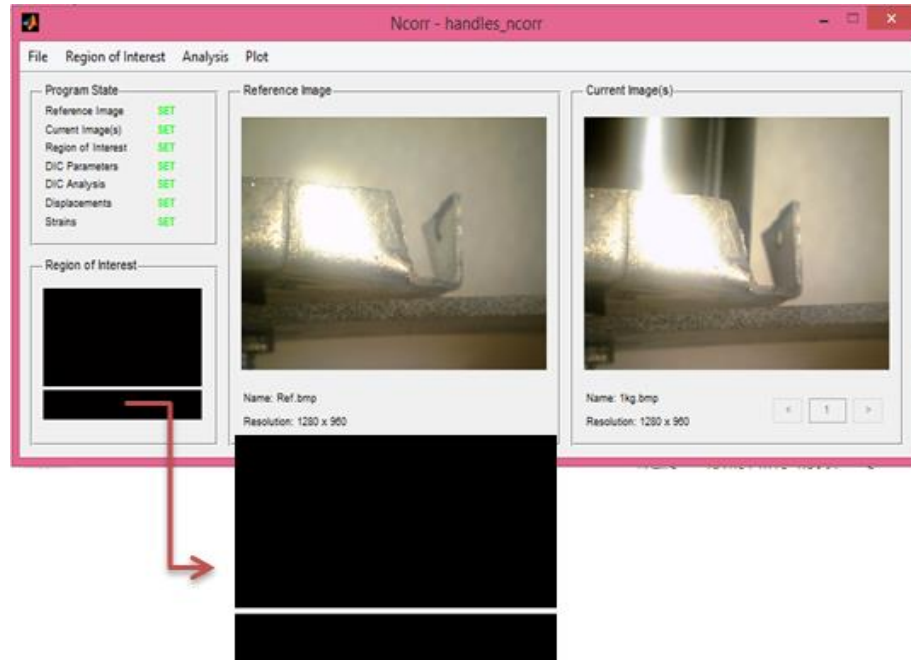 Ncorr - handles_ncorr
File Region of Interest Analysis Plot
Program State
Reference Image SET
Current Image(s) SET
Region of Interest SET
DIC Parameters SET
DIC Analysis SET
Displacements SET
Strains SET
Region of Interest
Reference Image
Name: Ref.bmp
Resolution: 1280 x 960
Current Image(s)
Name: 1kg.bmp
Resolution: 1280 x 960
< 1 >